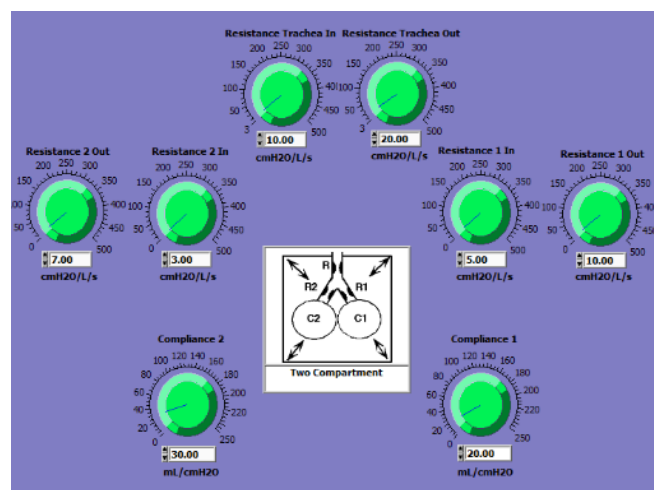 Resistance Trachea In
200 250 300
150 350
100 400
50 450
3 500
10.00
cmH2O/L/s
Resistance Trachea Out
200 250 300
150 350
100 400
50 450
3 500
20.00
cmH2O/L/s
Resistance 2 Out
200 250 300
150 350
100 400
50 450
0 500
7.00
cmH2O/L/s
Resistance 2 In
200 250 300
150 350
100 400
50 450
0 500
3.00
cmH2O/L/s
Resistance 1 In
200 250 300
150 350
100 400
50 450
0 500
5.00
cmH2O/L/s
Resistance 1 Out
200 250 300
150 350
100 400
50 450
0 500
10.00
cmH2O/L/s
R
R2 R1
C2 C1
Two Compartment
Compliance 2
100 120 140 160
80 180
60 200
40 220
20
0 250
30.00
mL/cmH2O
Compliance 1
100 120 140 160
80 180
60 200
40 220
20
0 250
20.00
mL/cmH2O